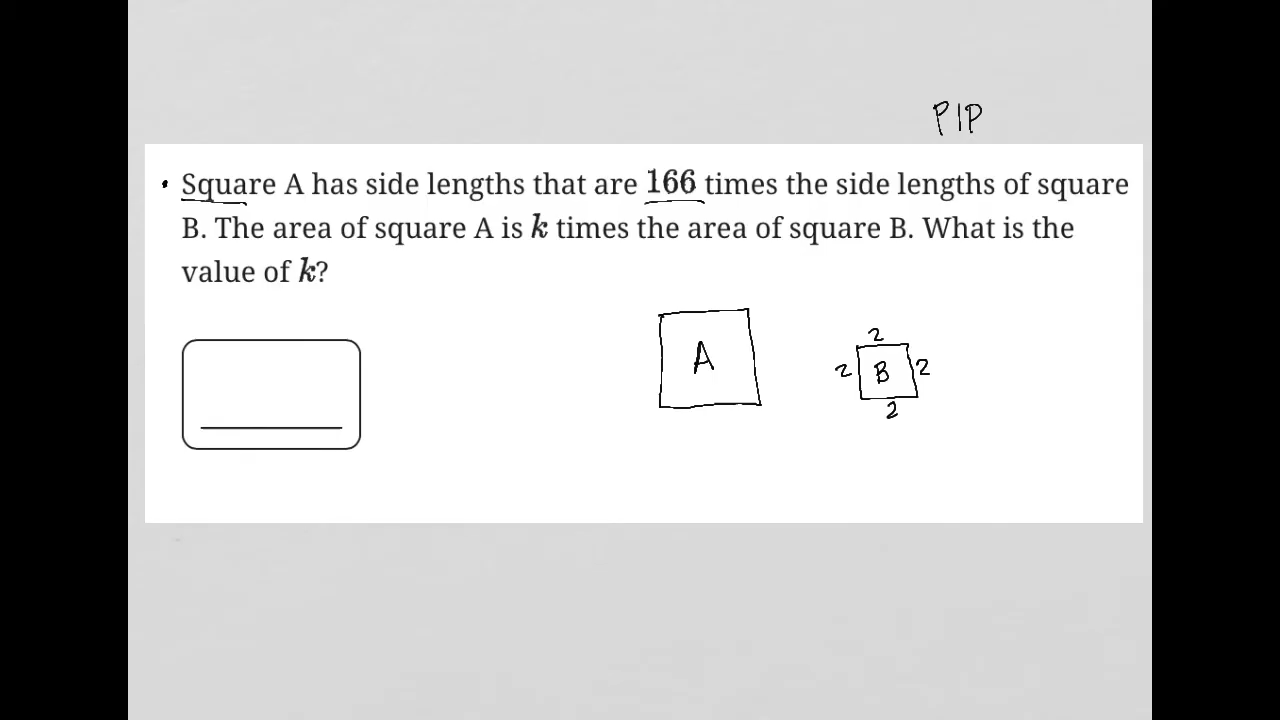 PIP
• Square A has side lengths that are 166 times the side lengths of square
B. The area of square A is k times the area of square B. What is the
value of k?
2
A
2 B 2
2